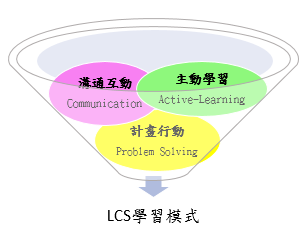 溝通互動
Communication
主動學習
Active-Learning
計畫行動
Problem Solving
LCS學習模式